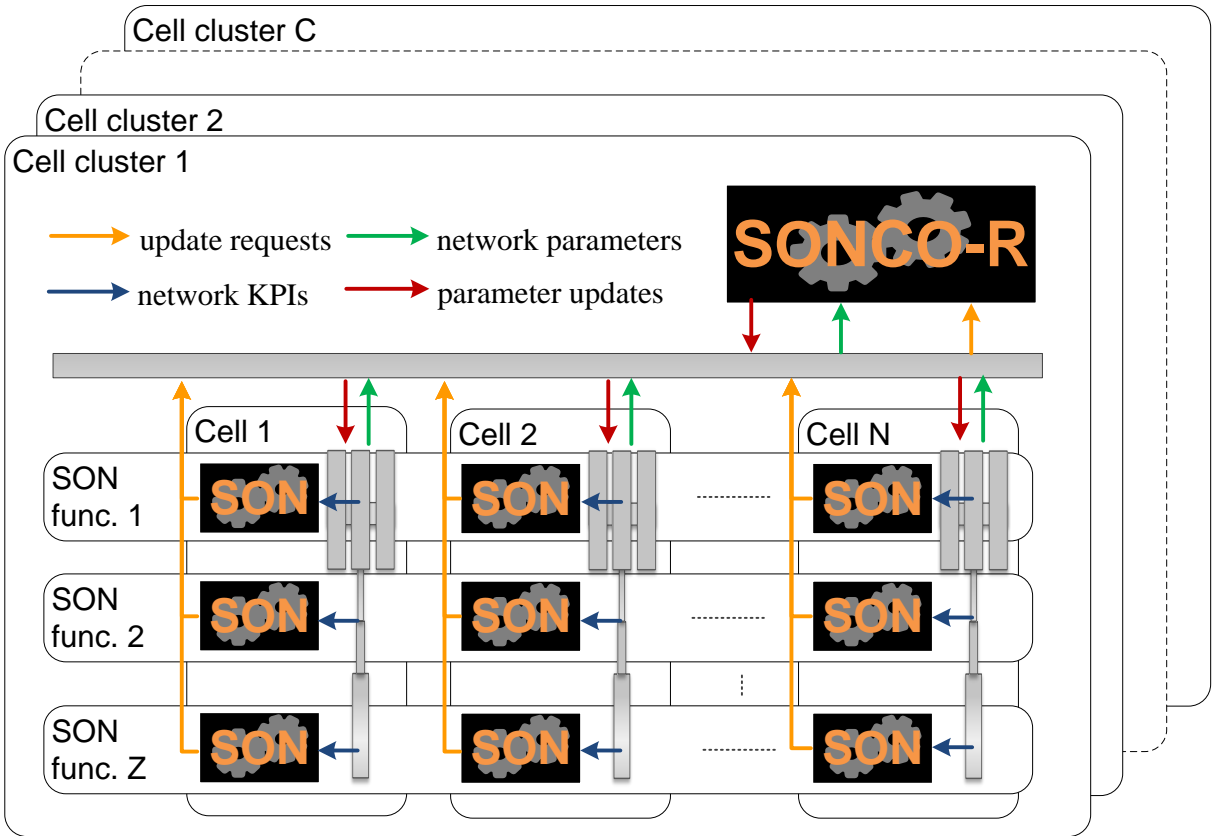 Cell cluster C
Cell cluster 2
Cell cluster 1
update requests
network parameters
network KPIs
parameter updates
SONCO-R
Cell 1
Cell 2
Cell N
SON
func. 1
SON
SON
SON
SON
func. 2
SON
SON
SON
SON
func. Z
SON
SON
SON